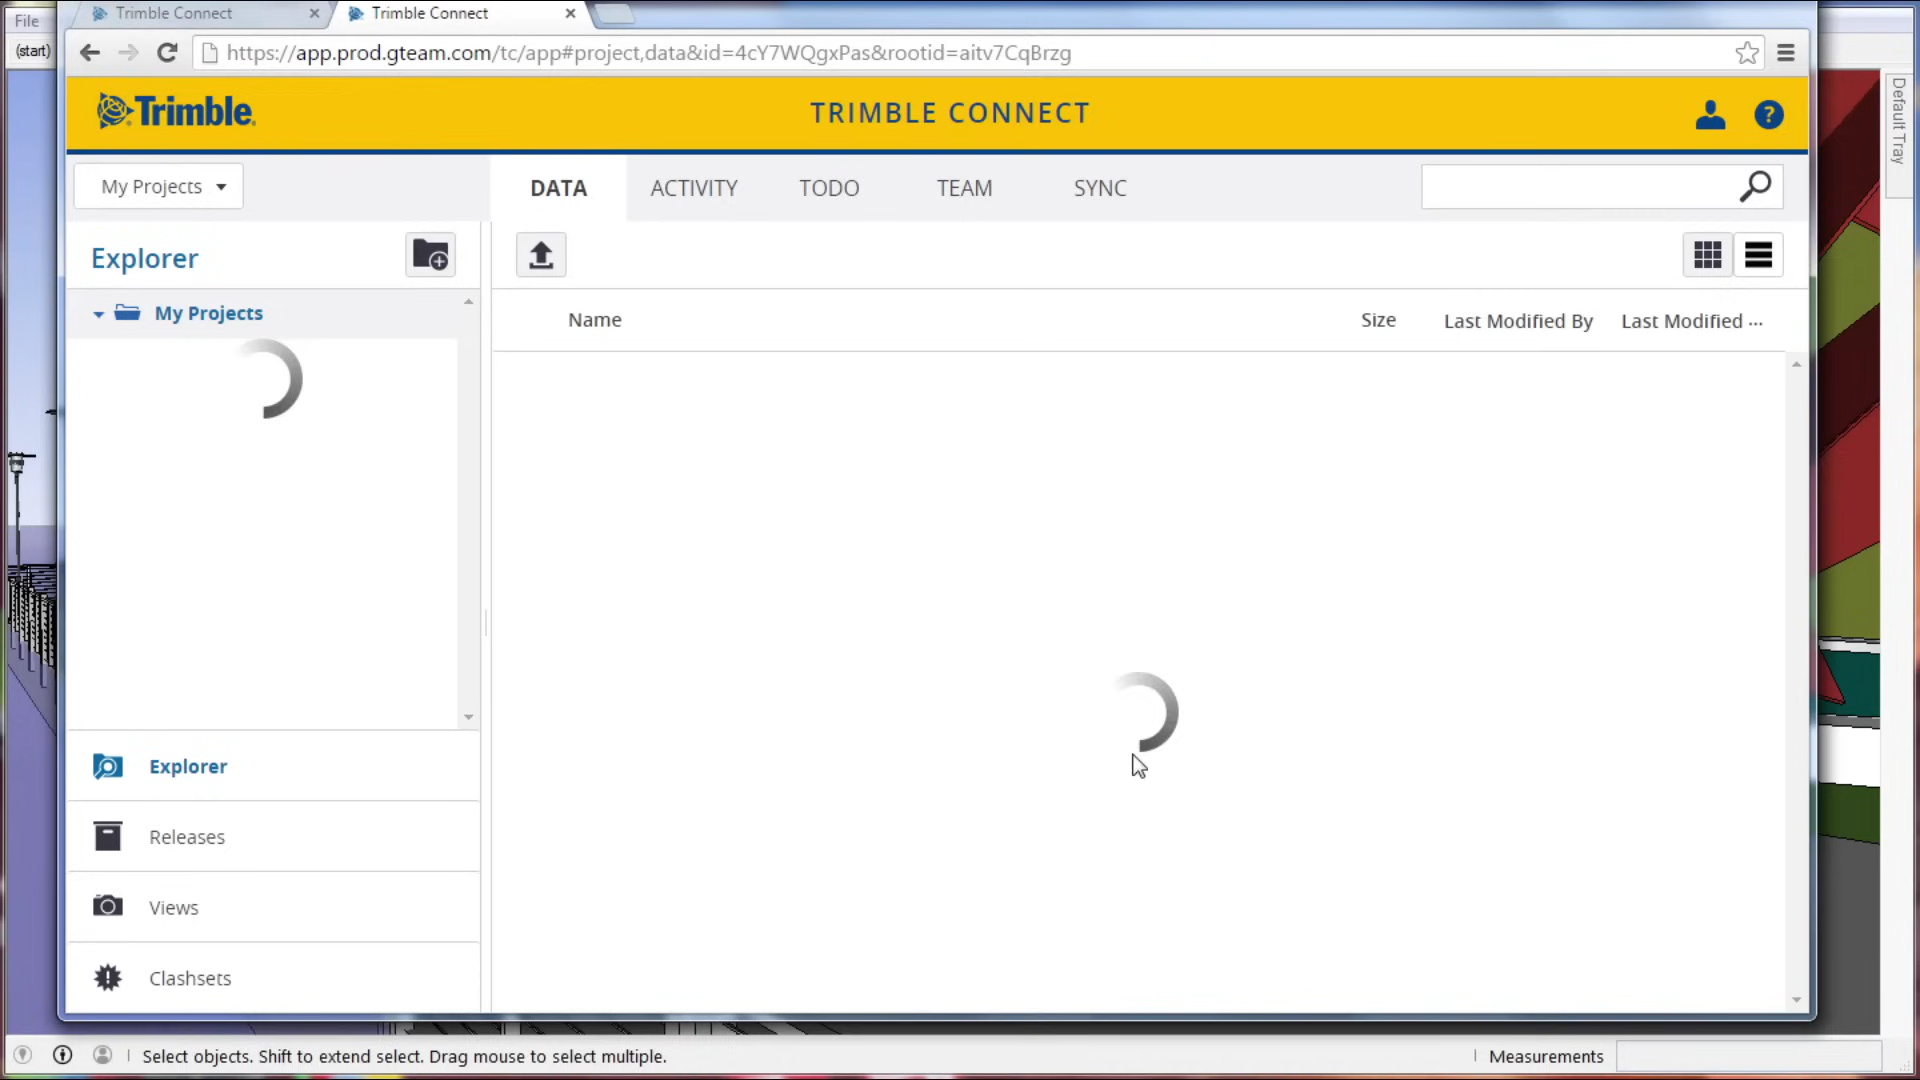 File
Trimble Connect
Trimble Connect
(start)
https://app.prod.gteam.com/tc/app#project,data&id=4cY7WQgxPas&rootid=aitv7CqBrzg
Default Tray
Trimble.
TRIMBLE CONNECT
?
My Projects
DATA
ACTIVITY
TODO
TEAM
SYNC
Explorer
My Projects
Name
Size
Last Modified By
Last Modified ...
Explorer
Releases
Views
Clashsets
Select objects. Shift to extend select. Drag mouse to select multiple.
Measurements